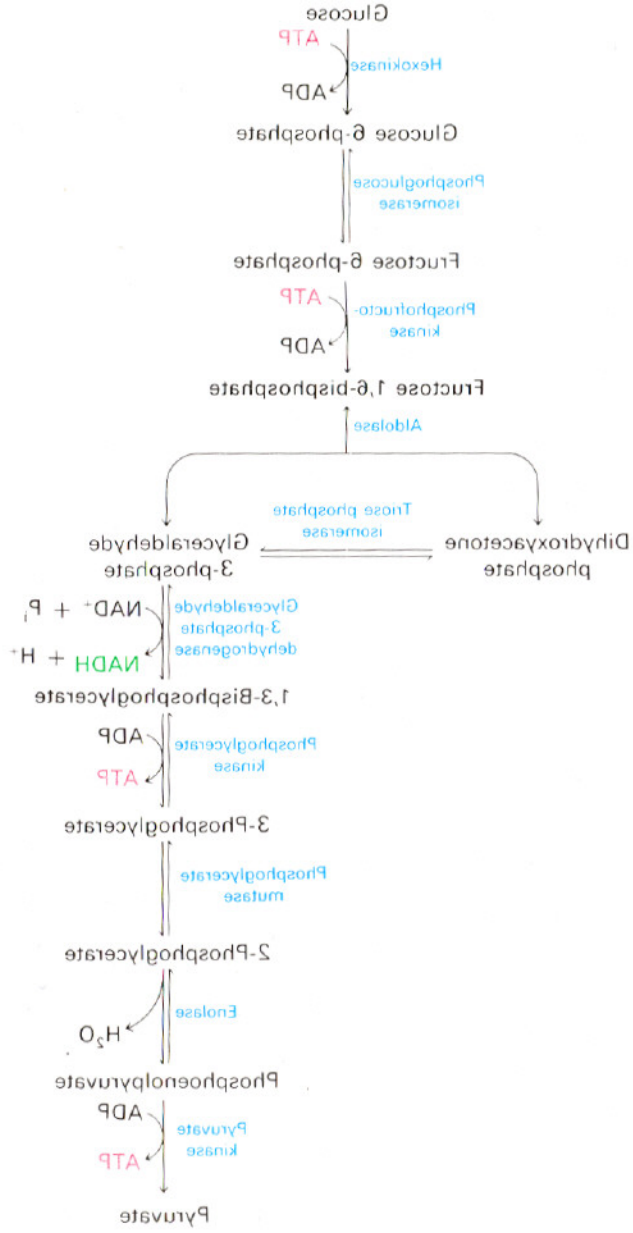 Glucose
ATP
Hexokinase
ADP
Glucose 6-phosphate
Phosphoglucose
isomerase
Fructose 6-phosphate
ATP
Phosphofructo-
kinase
ADP
Fructose 1,6-bisphosphate
Aldolase
Triose phosphate
isomerase
Dihydroxyacetone
phosphate
Glyceraldehyde
3-phosphate
Glyceraldehyde
3-phosphate
dehydrogenase
NAD⁺ + Pᵢ
NADH + H⁺
1,3-Bisphosphoglycerate
Phosphoglycerate
kinase
ADP
ATP
3-Phosphoglycerate
Phosphoglycerate
mutase
2-Phosphoglycerate
Enolase
H₂O
Phosphoenolpyruvate
Pyruvate
kinase
ADP
ATP
Pyruvate